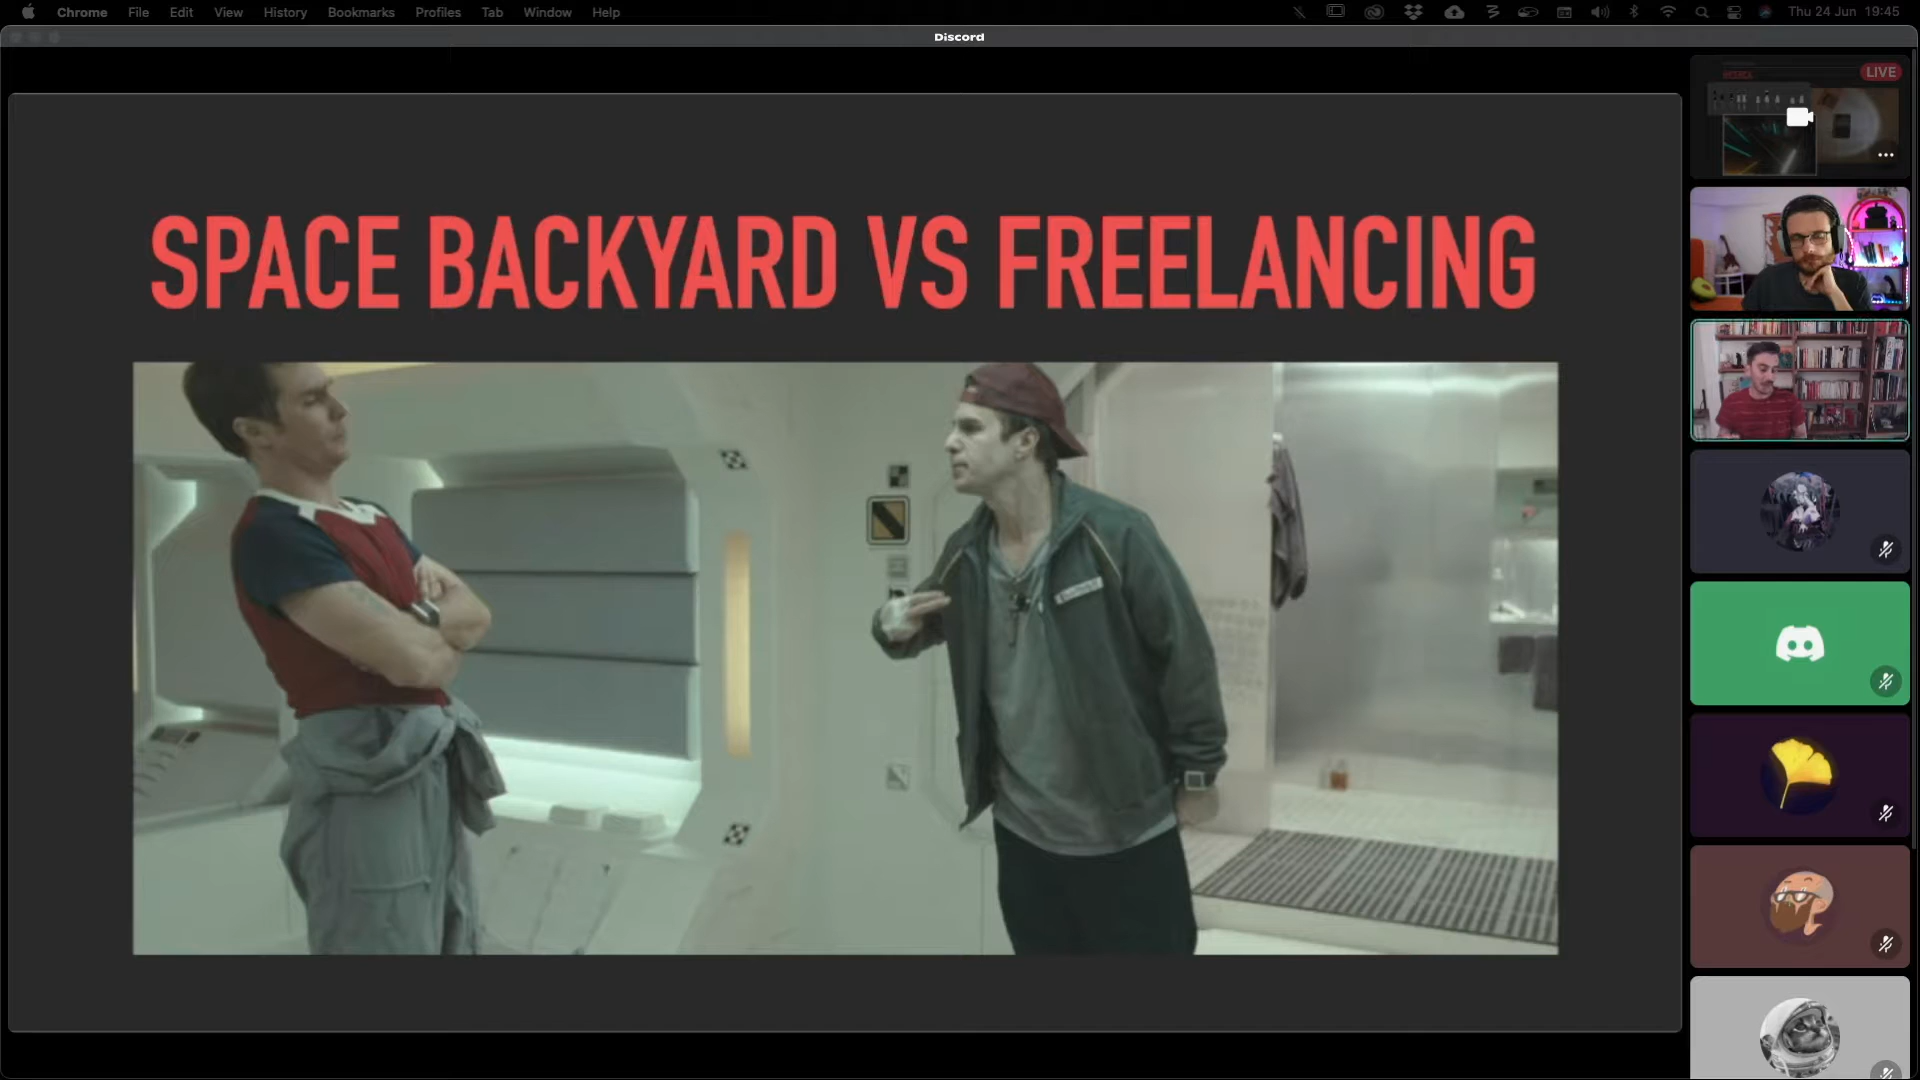 Chrome File Edit View History Bookmarks Profiles Tab Window Help Thu 24 Jun 19:45
Discord
LIVE
SPACE BACKYARD VS FREELANCING